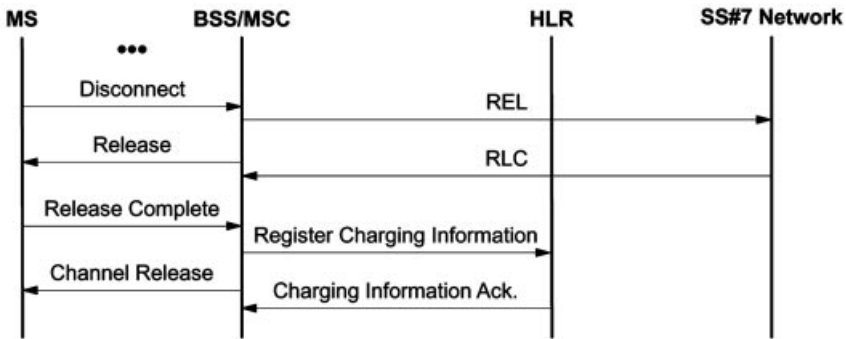 MS BSS/MSC HLR SS#7 Network
Disconnect
REL
Release
RLC
Release Complete
Register Charging Information
Channel Release
Charging Information Ack.